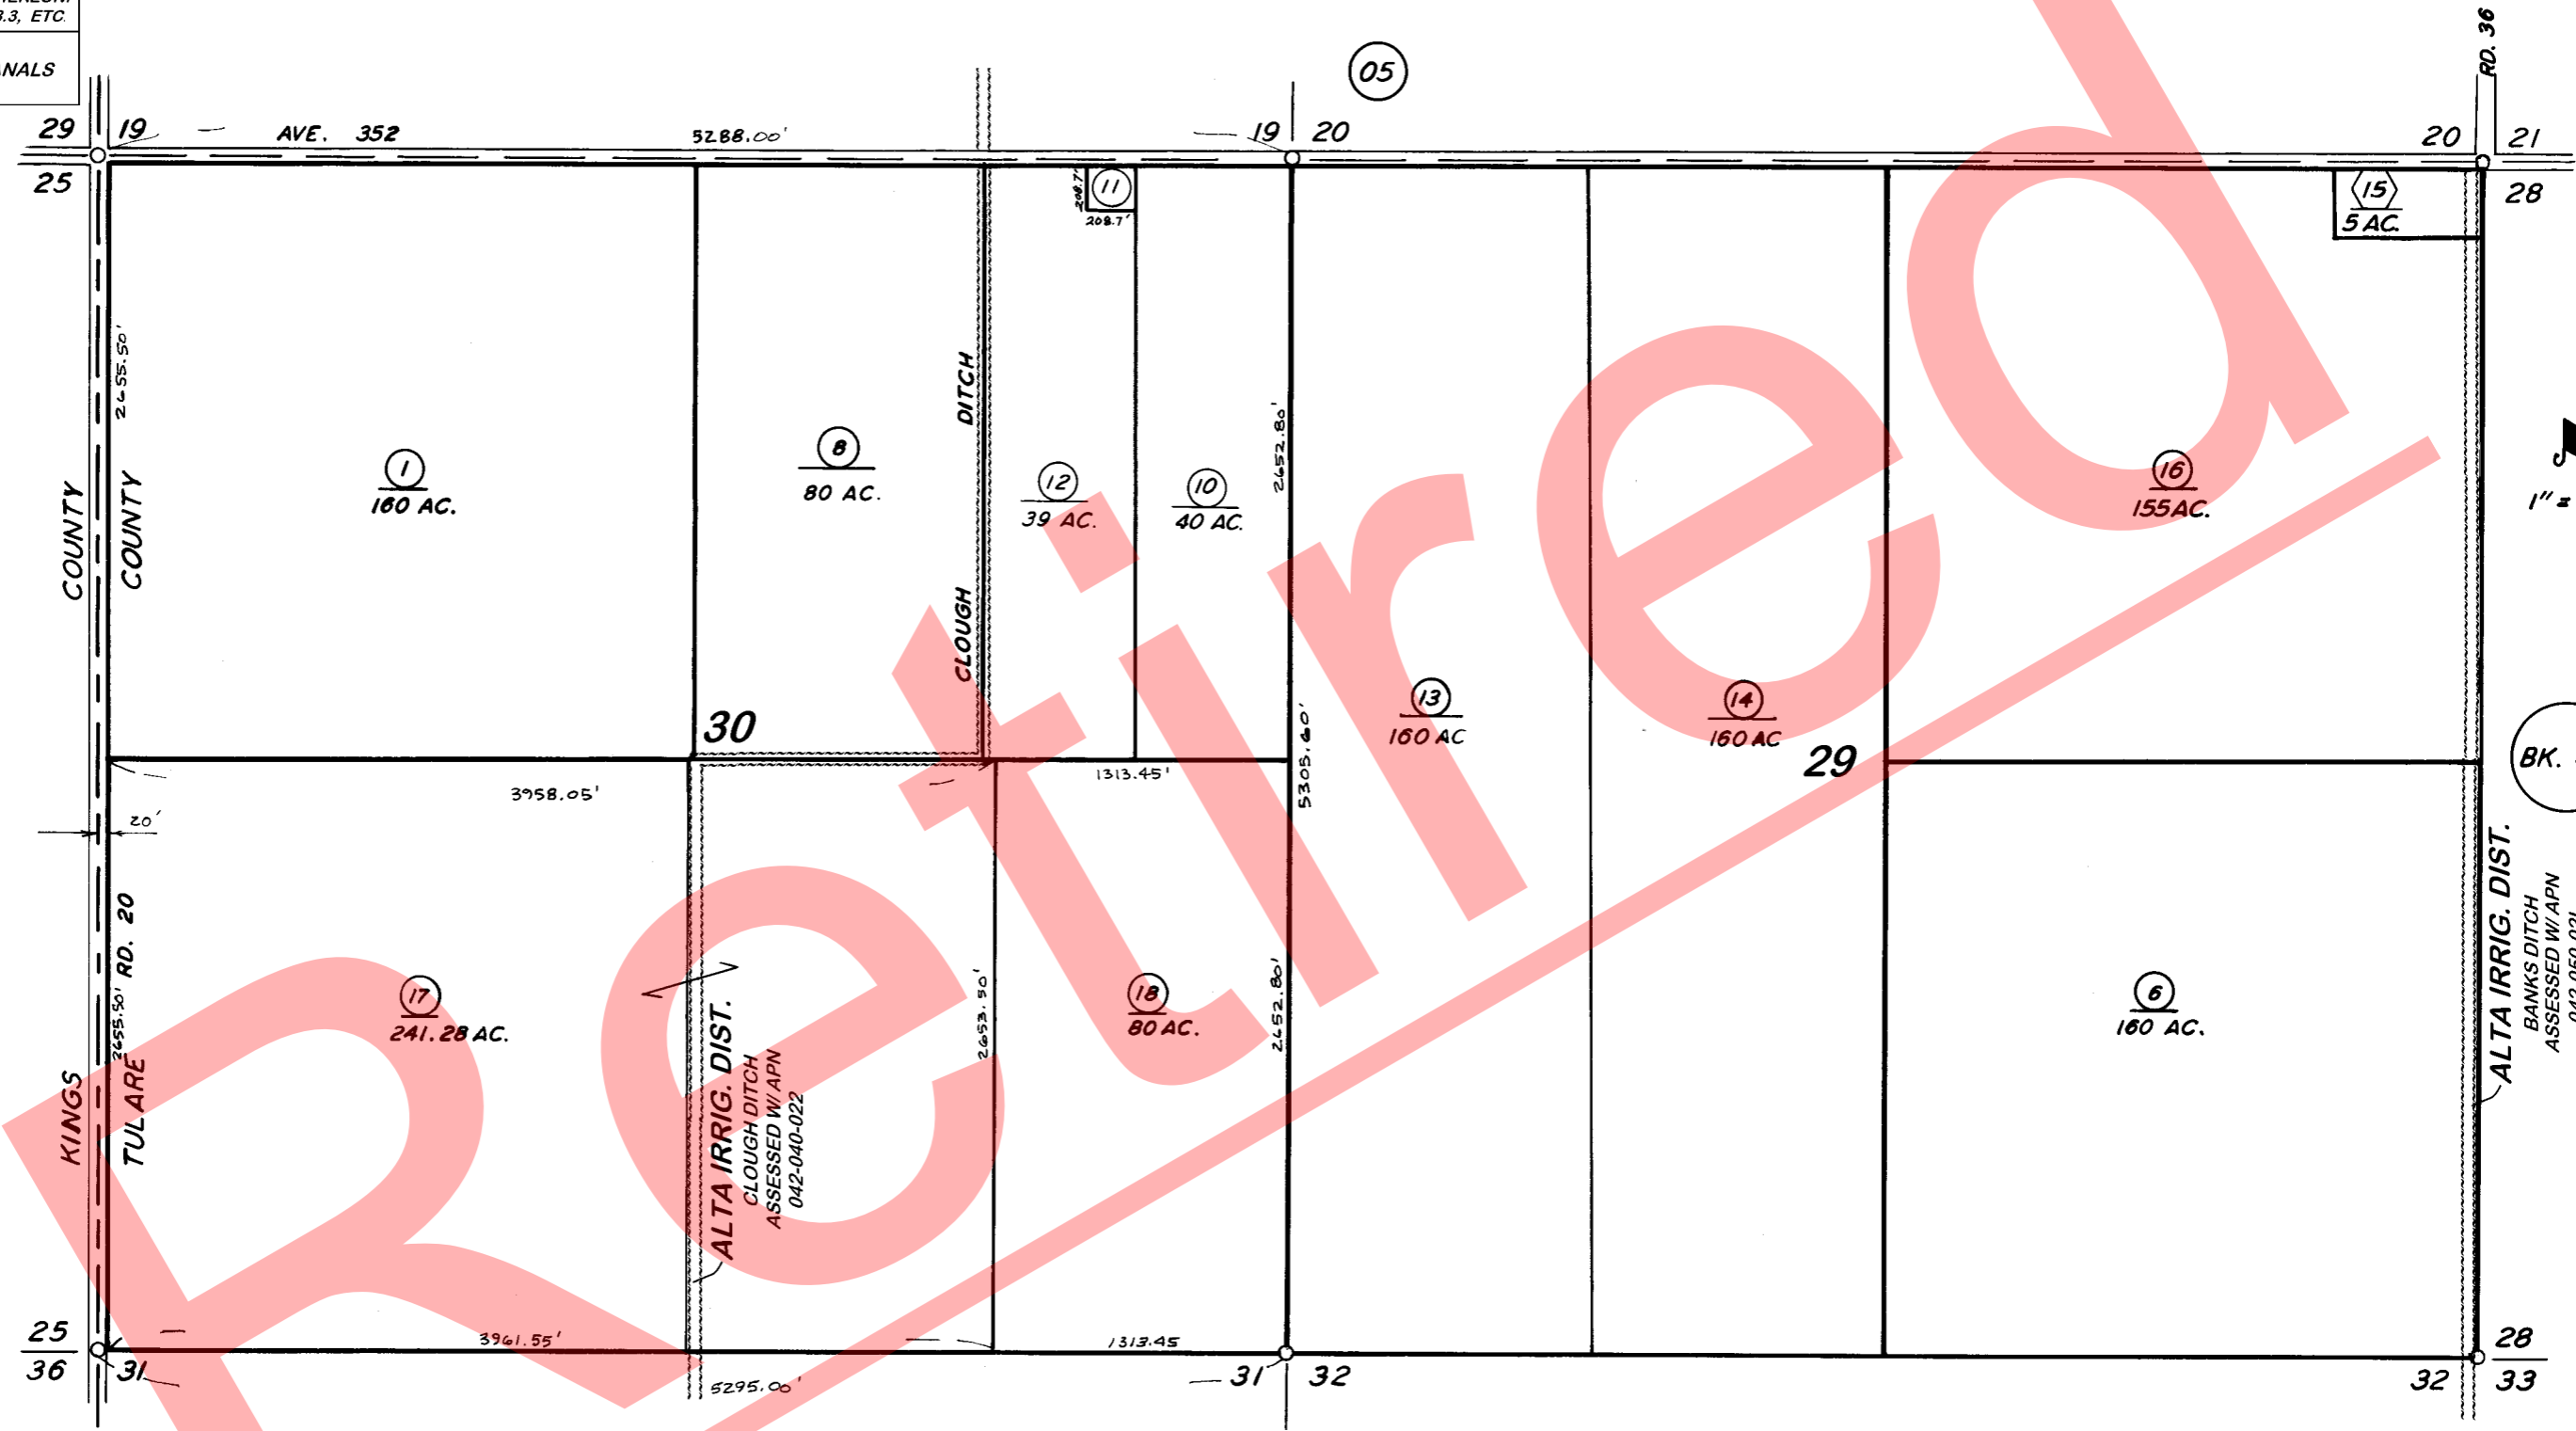 3.3, ETC.
05
RD. 36
29 19
AVE. 352
5288.00'
19 20
20 21
25
28
11
208.7'
208.7'
15
5 AC.
2655.50'
COUNTY
COUNTY
1
160 AC.
8
80 AC.
CLOUGH DITCH
12
39 AC.
10
40 AC.
2652.80'
16
155 AC.
1" =
30
13
160 AC
14
160 AC
29
BK.
3958.05'
1313.45'
5305.60'
20'
RD. 20
2655.50'
KINGS
TULARE
17
241.28 AC.
ALTA IRRIG. DIST.
CLOUGH DITCH
ASSESSED W/ APN
042-040-022
2653.50'
18
80 AC.
2652.80'
6
160 AC.
ALTA IRRIG. DIST.
BANKS DITCH
ASSESSED W/ APN
25
36 31
3961.55'
1313.45
5295.00'
31 32
28
32 33
Retired